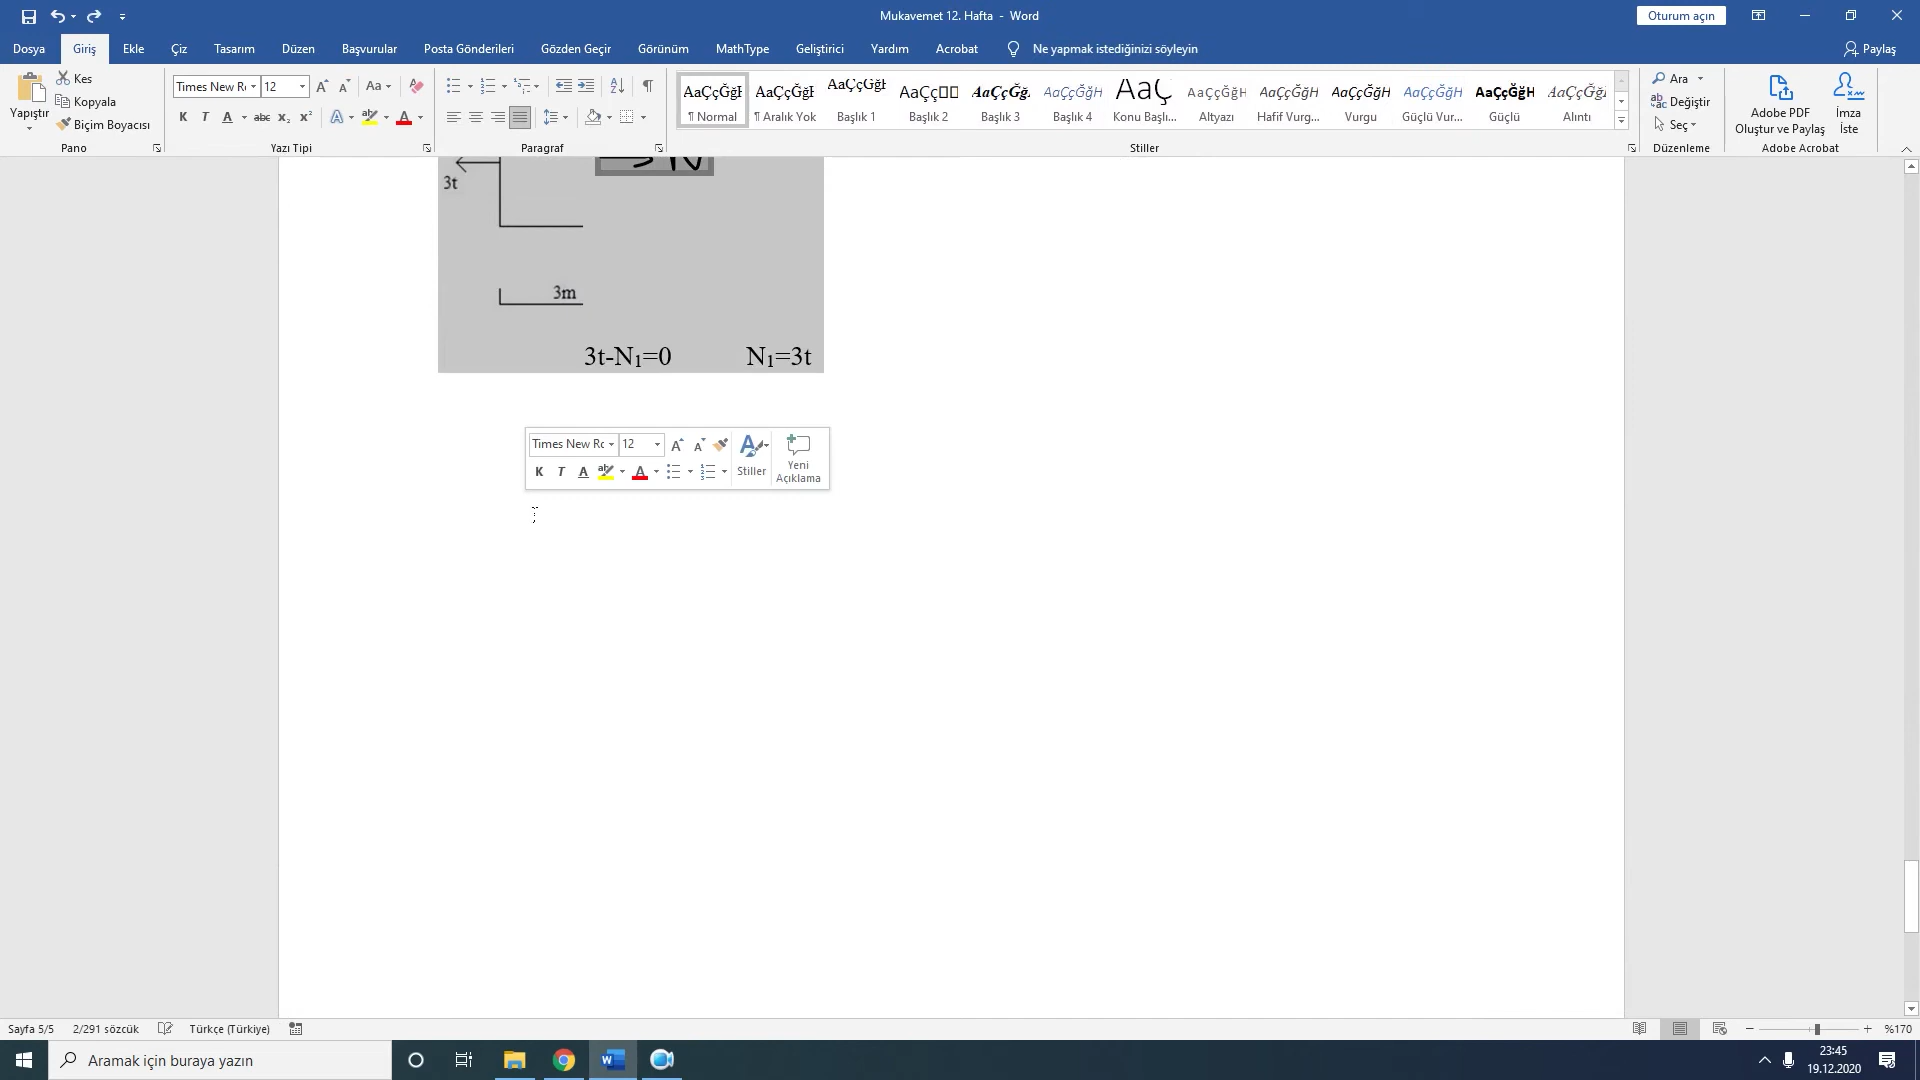 Mukavemet 12. Hafta - Word
Oturum açın
Dosya Giriş Ekle Çiz Tasarım Düzen Başvurular Posta Gönderileri Gözden Geçir Görünüm MathType Geliştirici Yardım Acrobat Ne yapmak istediğinizi söyleyin Paylaş
Yapıştır
Kes
Kopyala
Biçim Boyacısı
Pano
Times New Rc 12
Aa
K T A abc x₂ x²
Yazı Tipi
Paragraf
AaÇçĞğH AaÇçĞğH AaÇçĞğH AaÇç AaÇçĞğ. AaÇçĞğH AaÇ AaÇçĞğH AaÇçĞğH AaÇçĞğH AaÇçĞğH AaÇçĞğH AaÇçĞğ.
¶ Normal ¶ Aralık Yok Başlık 1 Başlık 2 Başlık 3 Başlık 4 Konu Başlı... Altyazı Hafif Vurg... Vurgu Güçlü Vur... Güçlü Alıntı
Stiller
Ara
Değiştir
Seç
Düzenleme
Adobe PDF
Oluştur ve Paylaş
İmza
İste
Adobe Acrobat
3t
3m
3t-N₁=0 N₁=3t
Times New Rc 12
K T A
Stiller
Yeni
Açıklama
Sayfa 5/5 2/291 sözcük Türkçe (Türkiye)
%170
Aramak için buraya yazın
23:45
19.12.2020